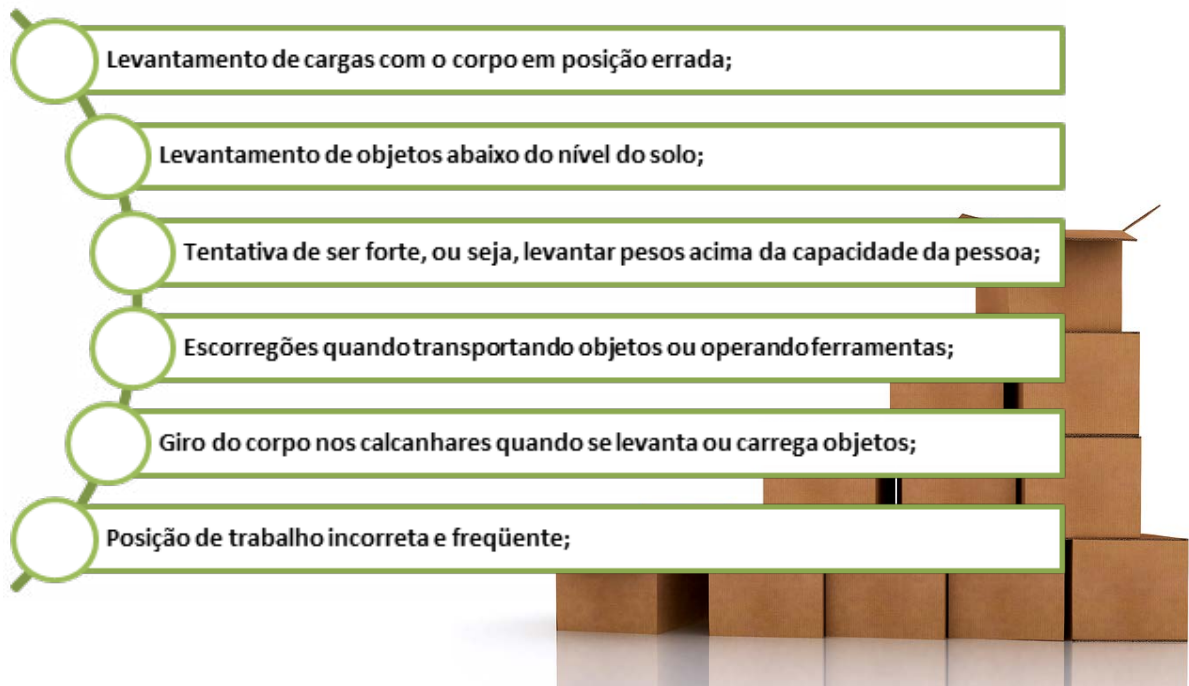 Levantamento de cargas com o corpo em posição errada;
Levantamento de objetos abaixo do nível do solo;
Tentativa de ser forte, ou seja, levantar pesos acima da capacidade da pessoa;
Escorregões quando transportando objetos ou operando ferramentas;
Giro do corpo nos calcanhares quando se levanta ou carrega objetos;
Posição de trabalho incorreta e freqüente;